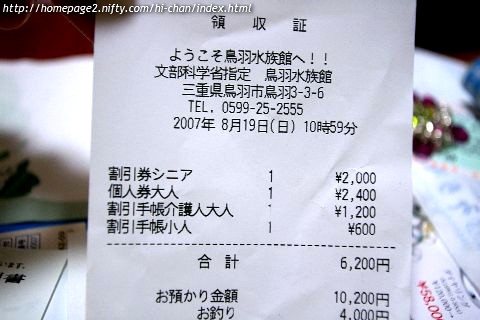 http://homepage2.nifty.com/hi-chan/index.html
領収証
ようこそ鳥羽水族館へ!!
文部科学省指定 鳥羽水族館
三重県鳥羽市鳥羽3-3-6
TEL. 0599-25-2555
2007年 8月19日(日) 10時59分
割引券シニア 1 ¥2,000
個人券大人 1 ¥2,400
割引手帳介護人大人 1 ¥1,200
割引手帳小人 1 ¥600
合計 6,200円
お預かり金額 10,200円
お釣り 4,000円
¥58,000